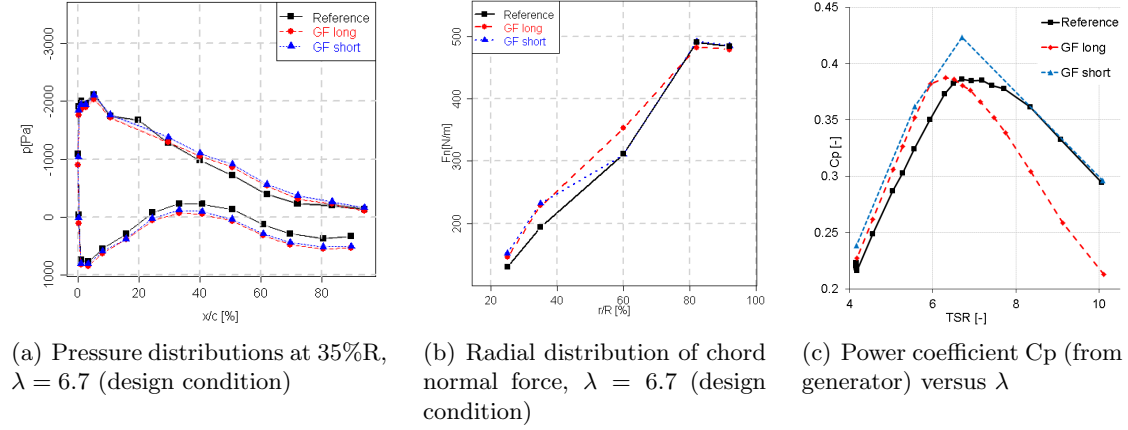 Reference
GF long
GF short
-3000
-2000
-1000
0
1000
p[Pa]
0
20
40
60
80
x/c [%]
Reference
GF long
GF short
500
400
300
200
Fn[N/m]
20
40
60
80
100
r/R [%]
0.45
0.4
0.35
0.3
0.25
0.2
Cp [-]
Reference
GF long
GF short
4
6
8
10
TSR [-]
(a) Pressure distributions at 35%R,
λ = 6.7 (design condition)
(b) Radial distribution of chord
normal force, λ = 6.7 (design
condition)
(c) Power coefficient Cp (from
generator) versus λ